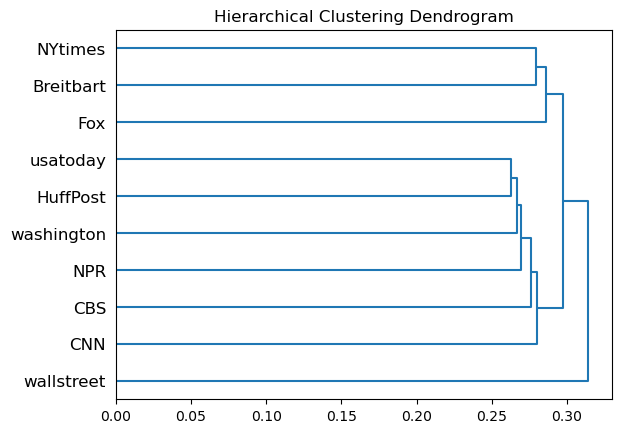 Hierarchical Clustering Dendrogram
NYtimes
Breitbart
Fox
usatoday
HuffPost
washington
NPR
CBS
CNN
wallstreet
0.00 0.05 0.10 0.15 0.20 0.25 0.30